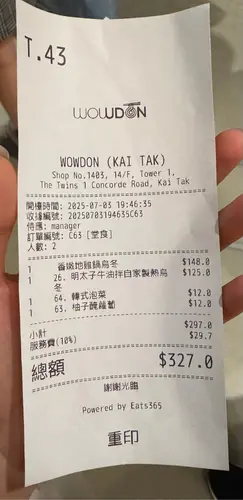 T.43
WOWDON
WOWDON (KAI TAK)
Shop No.1403, 14/F, Tower 1,
The Twins 1 Concorde Road, Kai Tak
開檯時間: 2025-07-03 19:46:35
收據編號: 20250703194635C63
侍應: manager
訂單編號: C63 [堂食]
人數: 2
1 番撈地雞鍋烏冬 $148.0
1 26. 明太子牛油拌自家製熱烏冬 $125.0
1 64. 韓式泡菜 $12.0
1 63. 柚子醃蘿蔔 $12.0
小計 $297.0
服務費(10%) $29.7
總額 $327.0
謝謝光臨
Powered by Eats365
重印